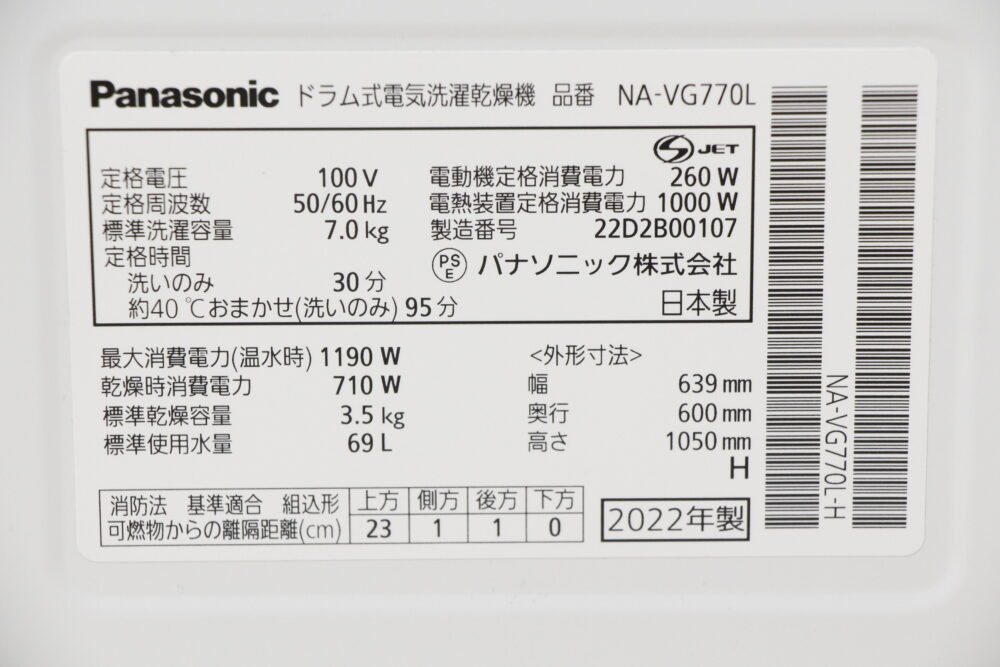 Panasonic ドラム式電気洗濯乾燥機 品番 NA-VG770L
S JET
定格電圧 100 V
定格周波数 50/60 Hz
標準洗濯容量 7.0 kg
定格時間
洗いのみ 30 分
約40 ℃おまかせ(洗いのみ) 95 分
電動機定格消費電力 260 W
電熱装置定格消費電力 1000 W
製造番号 22D2B00107
PS E パナソニック株式会社
日本製
最大消費電力(温水時) 1190 W
乾燥時消費電力 710 W
標準乾燥容量 3.5 kg
標準使用水量 69 L
<外形寸法>
幅 639 mm
奥行 600 mm
高さ 1050 mm
H
消防法 基準適合 組込形 上方 側方 後方 下方
可燃物からの離隔距離(cm) 23 1 1 0
2022年製
NA-VG770L-H